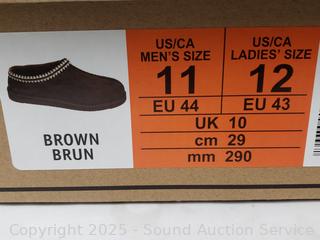 US/CA
MEN'S SIZE
11
EU 44
US/CA
LADIES' SIZE
12
EU 43
UK 10
cm 29
mm 290
BROWN
BRUN
Copyright 2025 - Sound Auction Service